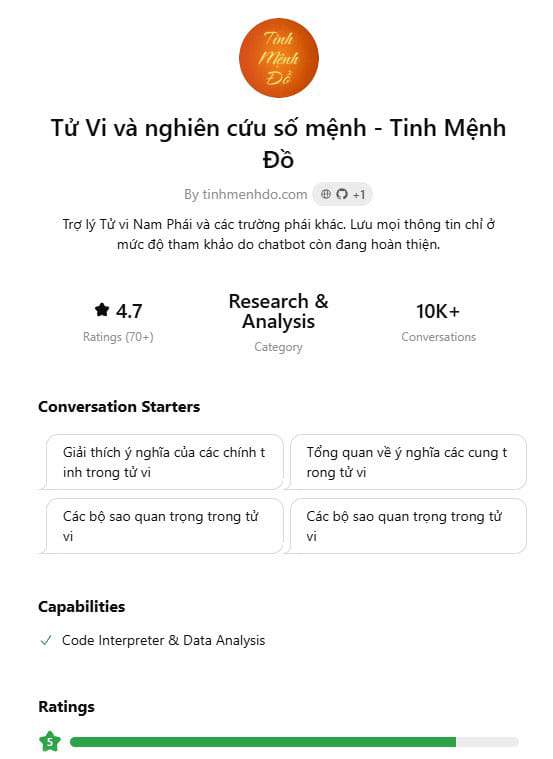 Tinh
Mệnh
Đồ
Tử Vi và nghiên cứu số mệnh - Tinh Mệnh
Đồ
By tinhmenhdo.com +1
Trợ lý Tử vi Nam Phái và các trường phái khác. Lưu mọi thông tin chỉ ở
mức độ tham khảo do chatbot còn đang hoàn thiện.
4.7
Ratings (70+)
Research &
Analysis
Category
10K+
Conversations
Conversation Starters
Giải thích ý nghĩa của các chính t
inh trong tử vi
Tổng quan về ý nghĩa các cung t
rong tử vi
Các bộ sao quan trọng trong tử
vi
Các bộ sao quan trọng trong tử
vi
Capabilities
Code Interpreter & Data Analysis
Ratings
5